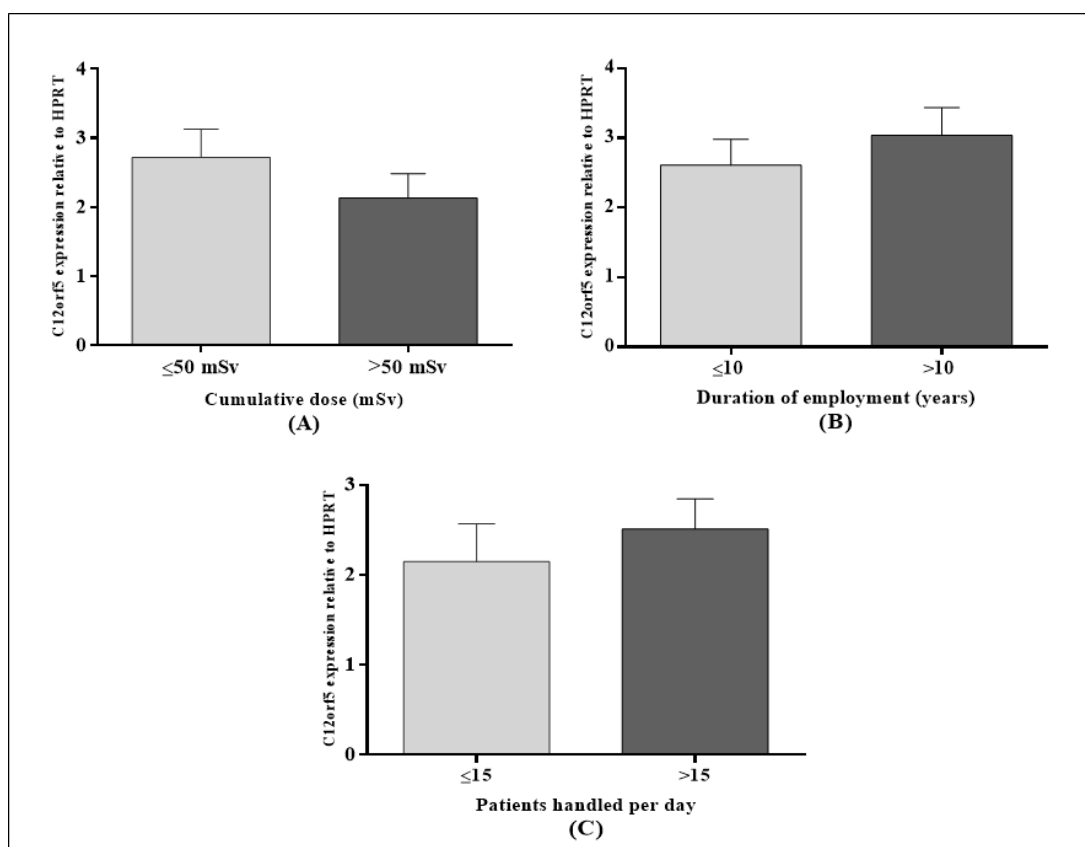 C12orf5 expression relative to HPRT
4
3
2
1
0
≤50 mSv >50 mSv
Cumulative dose (mSv)
(A)
C12orf5 expression relative to HPRT
4
3
2
1
0
≤10 >10
Duration of employment (years)
(B)
C12orf5 expression relative to HPRT
3
2
1
0
≤15 >15
Patients handled per day
(C)